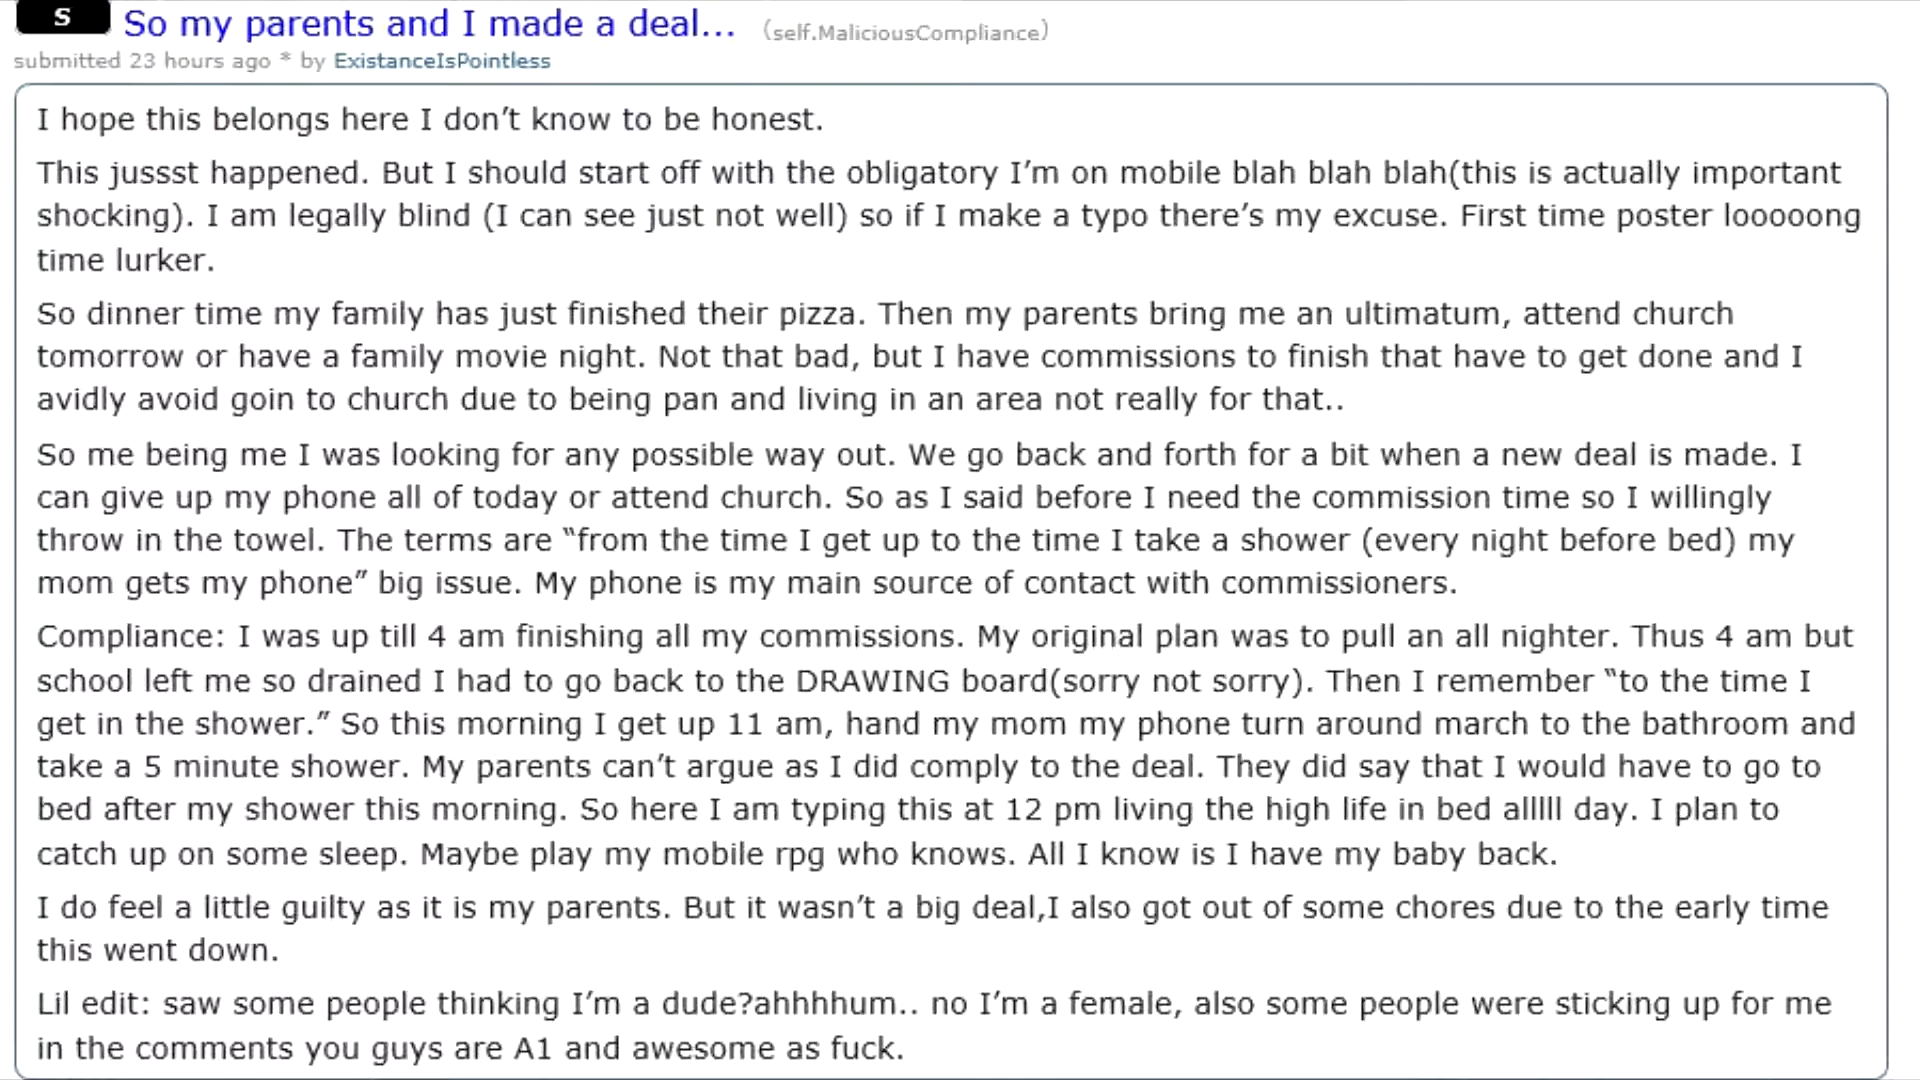 S So my parents and I made a deal... (self.MaliciousCompliance)
submitted 23 hours ago * by ExistanceIsPointless
I hope this belongs here I don't know to be honest.
This jussst happened. But I should start off with the obligatory I'm on mobile blah blah blah(this is actually important
shocking). I am legally blind (I can see just not well) so if I make a typo there's my excuse. First time poster looooong
time lurker.
So dinner time my family has just finished their pizza. Then my parents bring me an ultimatum, attend church
tomorrow or have a family movie night. Not that bad, but I have commissions to finish that have to get done and I
avidly avoid goin to church due to being pan and living in an area not really for that..
So me being me I was looking for any possible way out. We go back and forth for a bit when a new deal is made. I
can give up my phone all of today or attend church. So as I said before I need the commission time so I willingly
throw in the towel. The terms are “from the time I get up to the time I take a shower (every night before bed) my
mom gets my phone” big issue. My phone is my main source of contact with commissioners.
Compliance: I was up till 4 am finishing all my commissions. My original plan was to pull an all nighter. Thus 4 am but
school left me so drained I had to go back to the DRAWING board(sorry not sorry). Then I remember “to the time I
get in the shower.” So this morning I get up 11 am, hand my mom my phone turn around march to the bathroom and
take a 5 minute shower. My parents can't argue as I did comply to the deal. They did say that I would have to go to
bed after my shower this morning. So here I am typing this at 12 pm living the high life in bed alllll day. I plan to
catch up on some sleep. Maybe play my mobile rpg who knows. All I know is I have my baby back.
I do feel a little guilty as it is my parents. But it wasn't a big deal,I also got out of some chores due to the early time
this went down.
Lil edit: saw some people thinking I'm a dude?ahhhhum.. no I'm a female, also some people were sticking up for me
in the comments you guys are A1 and awesome as fuck.